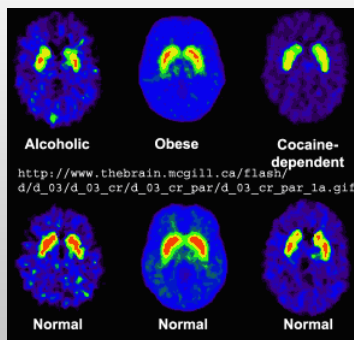 Alcoholic Obese Cocaine-
dependent
http://www.thebrain.mcgill.ca/flash/
d/d_03/d_03_cr/d_03_cr_par/d_03_cr_par_1a.gif
Normal Normal Normal